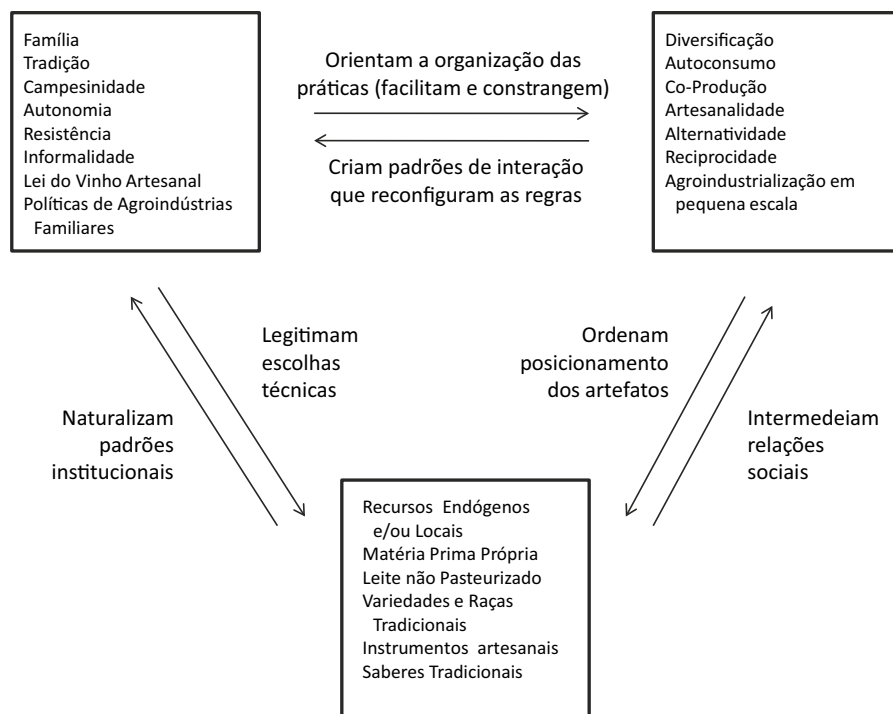 Família
Tradição
Campesinidade
Autonomia
Resistência
Informalidade
Lei do Vinho Artesanal
Políticas de Agroindústrias
Familiares
Orientam a organização das
práticas (facilitam e constrangem)
Criam padrões de interação
que reconfiguram as regras
Diversificação
Autoconsumo
Co-Produção
Artesanalidade
Alternatividade
Reciprocidade
Agroindustrialização em
pequena escala
Legitimam
escolhas
técnicas
Naturalizam
padrões
institucionais
Ordenam
posicionamento
dos artefatos
Intermedeiam
relações
sociais
Recursos Endógenos
e/ou Locais
Matéria Prima Própria
Leite não Pasteurizado
Variedades e Raças
Tradicionais
Instrumentos artesanais
Saberes Tradicionais